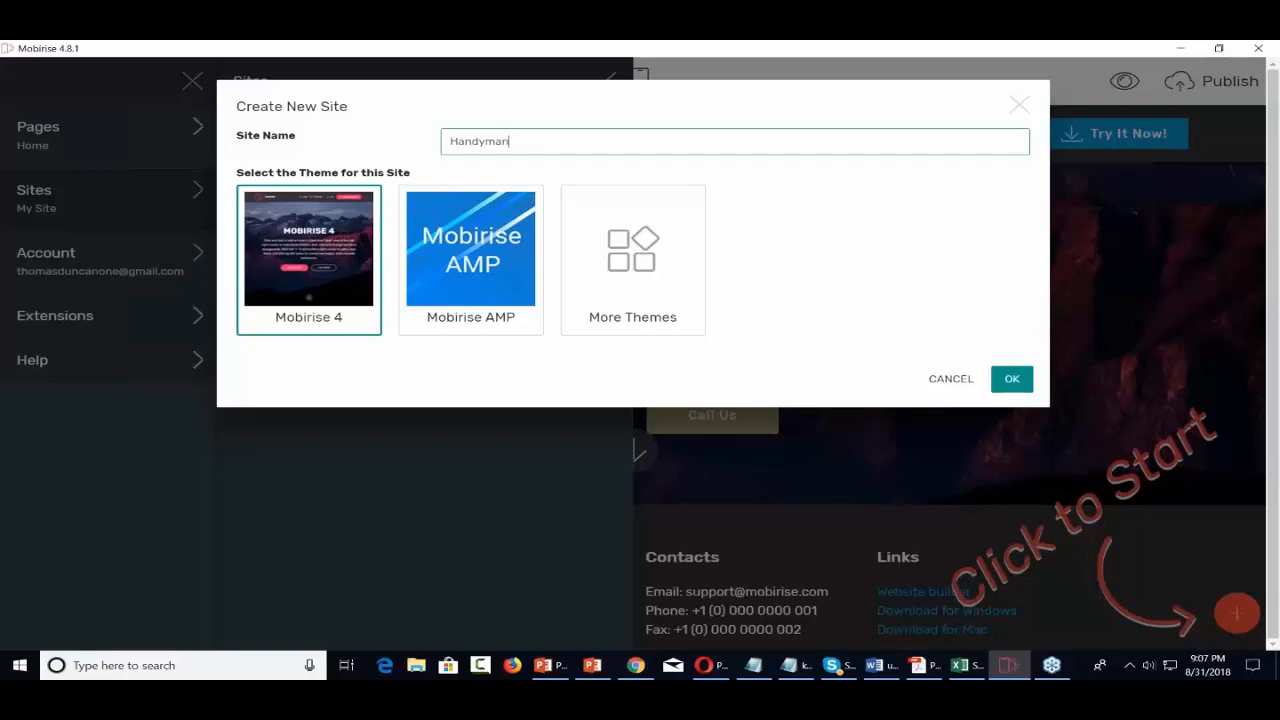 Mobirise 4.8.1
Sites
Publish
Create New Site
Site Name
Handyman
Try It Now!
Pages
Home
Sites
My Site
Account
thomasduncanone@gmail.com
Extensions
Help
Select the Theme for this Site
MOBIRISE 4
Mobirise 4
Mobirise
AMP
Mobirise AMP
More Themes
CANCEL
OK
Call Us
Click to Start
Contacts
Links
Email: support@mobirise.com
Website builder
Phone: +1 (0) 000 0000 001
Download for Windows
Fax: +1 (0) 000 0000 002
Download for Mac
Type here to search
P...
P...
k...
S...
u...
P...
S...
9:07 PM
8/31/2018